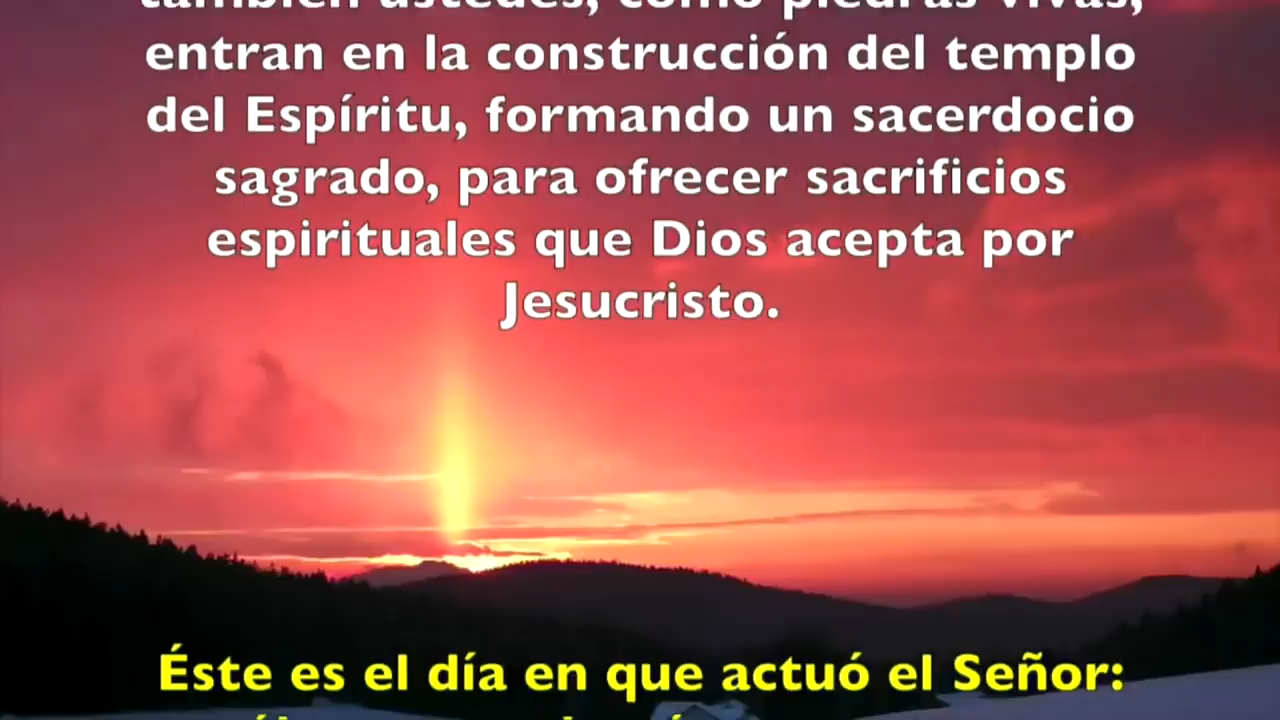 también ustedes, como piedras vivas,
entran en la construcción del templo
del Espíritu, formando un sacerdocio
sagrado, para ofrecer sacrificios
espirituales que Dios acepta por
Jesucristo.
Éste es el día en que actuó el Señor: